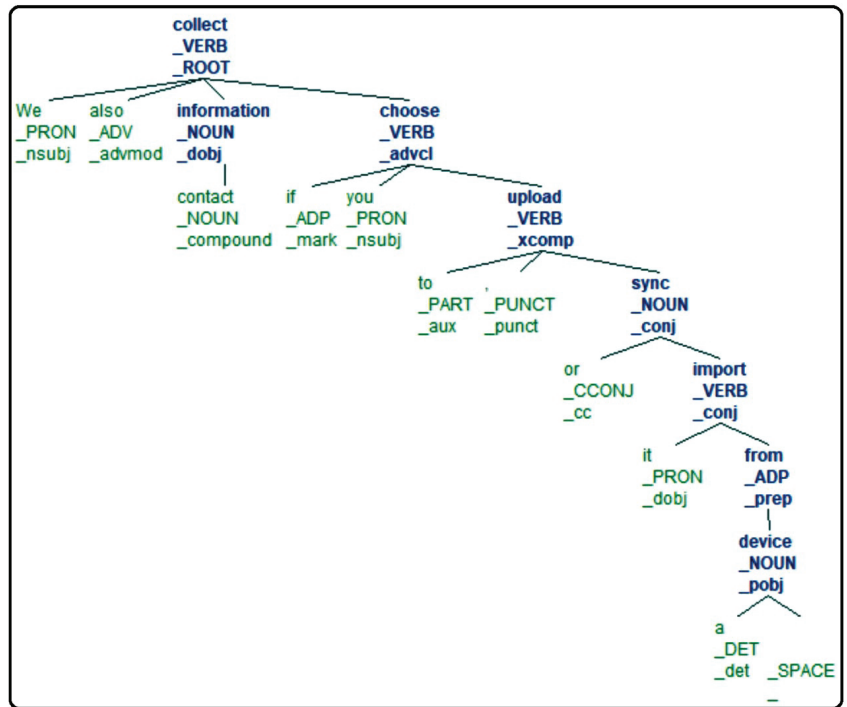 collect
_VERB
_ROOT
We also information choose
_PRON _ADV _NOUN _VERB
_nsubj _advmod _dobj _advcl
contact if you upload
_NOUN _ADP _PRON _VERB
_compound _mark _nsubj _xcomp
to , sync
_PART _PUNCT _NOUN
_aux _punct _conj
or import
_CCONJ _VERB
_cc _conj
it from
_PRON _ADP
_dobj _prep
device
_NOUN
_pobj
a
_DET
_det _SPACE
_